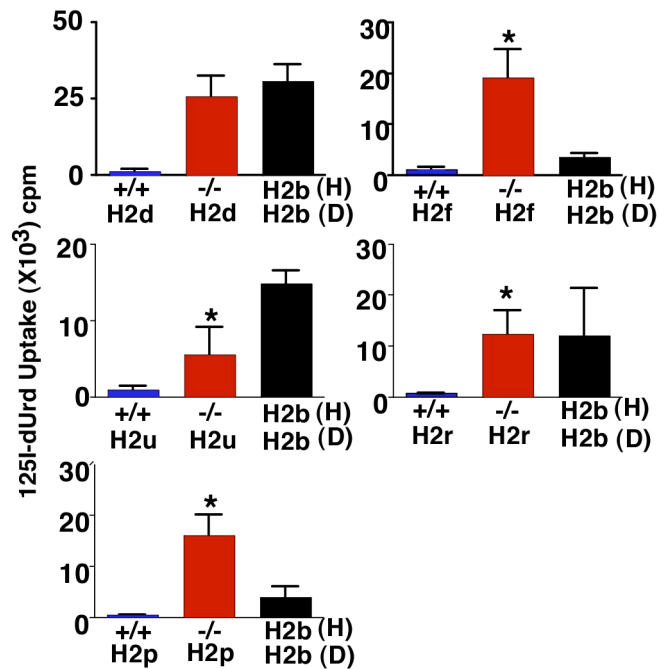 125I-dUrd Uptake (X10³) cpm
50
25
0
+/+ -/- H2b (H)
H2d H2d H2b (D)
30
*
20
10
0
+/+ -/- H2b (H)
H2f H2f H2b (D)
20
10
*
0
+/+ -/- H2b (H)
H2u H2u H2b (D)
30
20
*
10
0
+/+ -/- H2b (H)
H2r H2r H2b (D)
30
20
*
10
0
+/+ -/- H2b (H)
H2p H2p H2b (D)